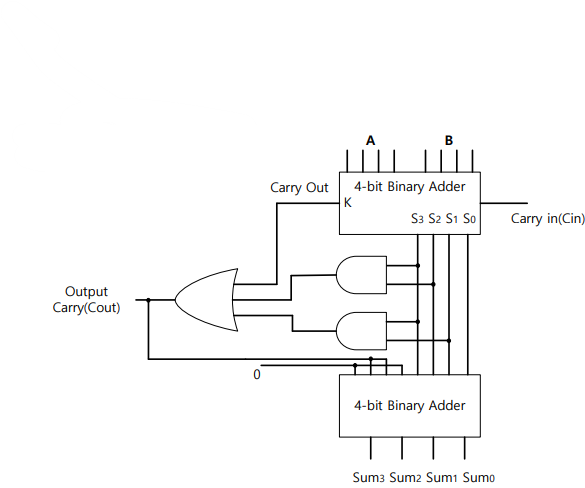 A B
Carry Out
4-bit Binary Adder
K
S3 S2 S1 S0
Carry in(Cin)
Output
Carry(Cout)
0
4-bit Binary Adder
Sum3 Sum2 Sum1 Sum0